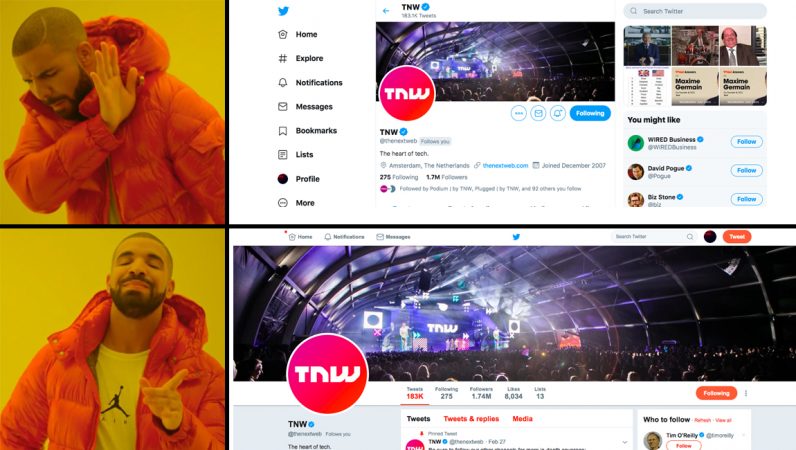 TNW
183.1K Tweets
Search Twitter
Home
Explore
Notifications
Messages
Bookmarks
Lists
Profile
More
TNW
TNW
Following
TNW
@thenextweb Follows you
The heart of tech.
Amsterdam, The Netherlands thenextweb.com Joined December 2007
275 Following 1.7M Followers
Followed by Podium | by TNW, Plugged | by TNW, and 92 others you follow
Maxime
Germain
Maxime
Germain
You might like
WIRED Business
@WIREDBusiness
Follow
David Pogue
@Pogue
Follow
Biz Stone
@biz
Follow
Home Notifications Messages
Search Twitter
Tweet
TNW
TNW
Tweets Following Followers Likes Lists
183K 275 1.74M 8,034 13
Following
TNW
@thenextweb Follows you
The heart of tech.
Tweets Tweets & replies Media
Pinned Tweet
TNW @thenextweb · Feb 27
Who to follow · Refresh · View all
Tim O'Reilly @timoreilly
Follow